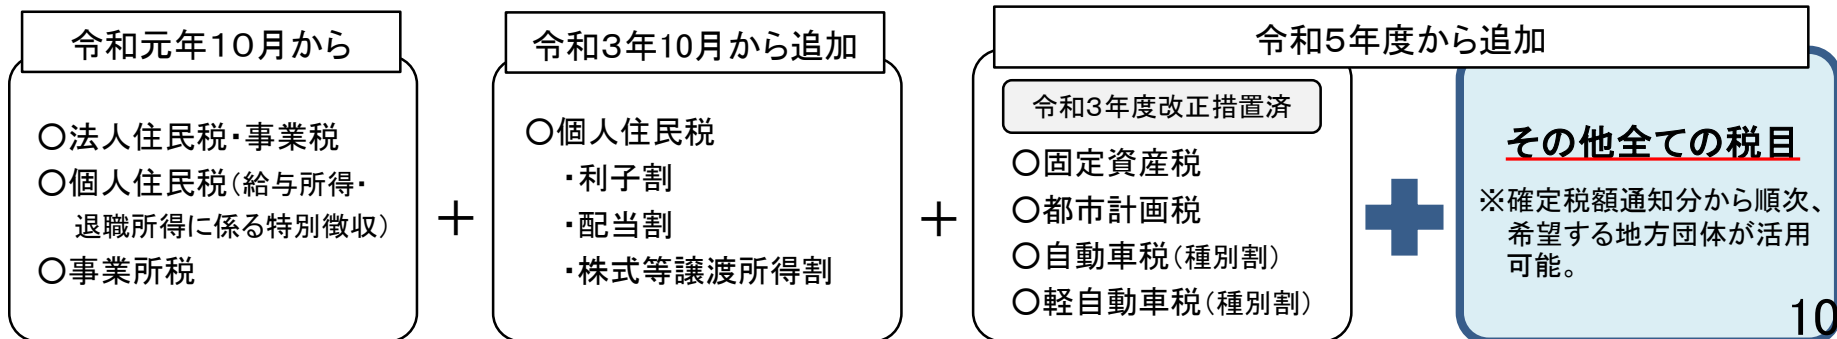 令和元年10月から
○法人住民税・事業税
○個人住民税(給与所得・
退職所得に係る特別徴収)
○事業所税
＋
令和3年10月から追加
○個人住民税
・利子割
・配当割
・株式等譲渡所得割
＋
令和5年度から追加
令和3年度改正措置済
○固定資産税
○都市計画税
○自動車税(種別割)
○軽自動車税(種別割)
その他全ての税目
※確定税額通知分から順次、
希望する地方団体が活用
可能。
10